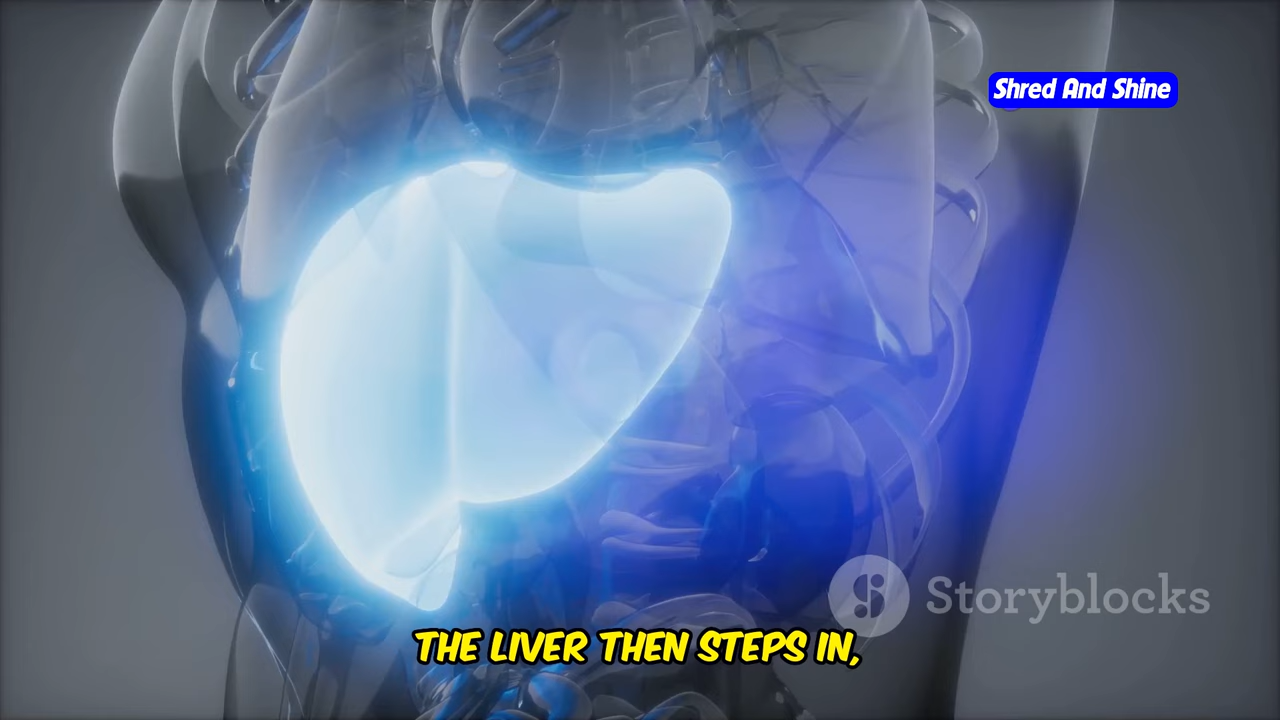 Shred And Shine
Storyblocks
THE LIVER THEN STEPS IN,